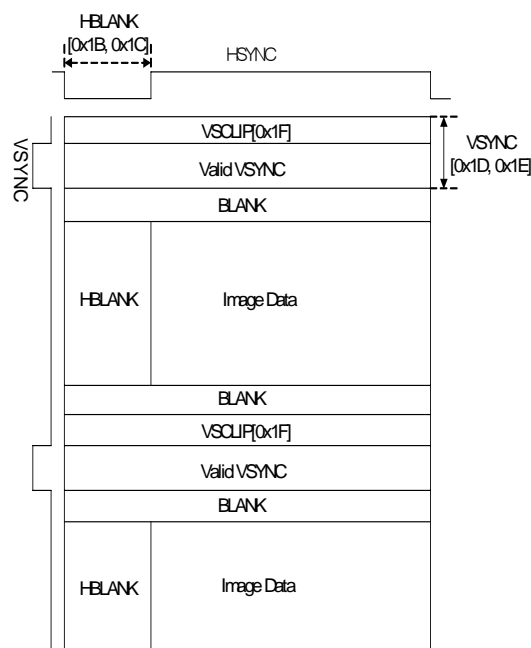 HBLANK
[0x1B, 0x1C]
HSYNC
VSCLIP[0x1F]
VSYNC
VSYNC
[0x1D, 0x1E]
Valid VSYNC
BLANK
HBLANK
Image Data
BLANK
VSCLIP[0x1F]
VSYNC
Valid VSYNC
BLANK
HBLANK
Image Data